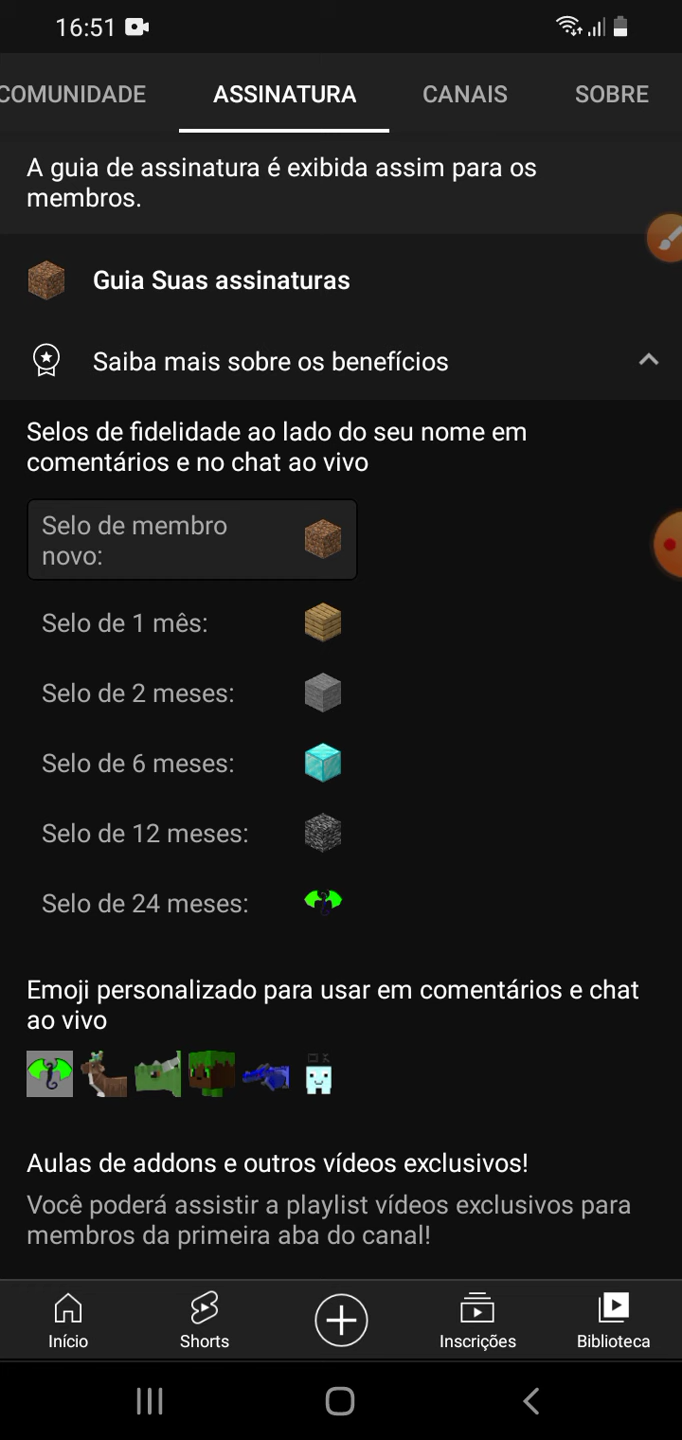 16:51
COMUNIDADE
ASSINATURA
CANAIS
SOBRE
A guia de assinatura é exibida assim para os
membros.
Guia Suas assinaturas
Saiba mais sobre os benefícios
Selos de fidelidade ao lado do seu nome em
comentários e no chat ao vivo
Selo de membro
novo:
Selo de 1 mês:
Selo de 2 meses:
Selo de 6 meses:
Selo de 12 meses:
Selo de 24 meses:
Emoji personalizado para usar em comentários e chat
ao vivo
Aulas de addons e outros vídeos exclusivos!
Você poderá assistir a playlist vídeos exclusivos para
membros da primeira aba do canal!
Início
Shorts
Inscrições
Biblioteca